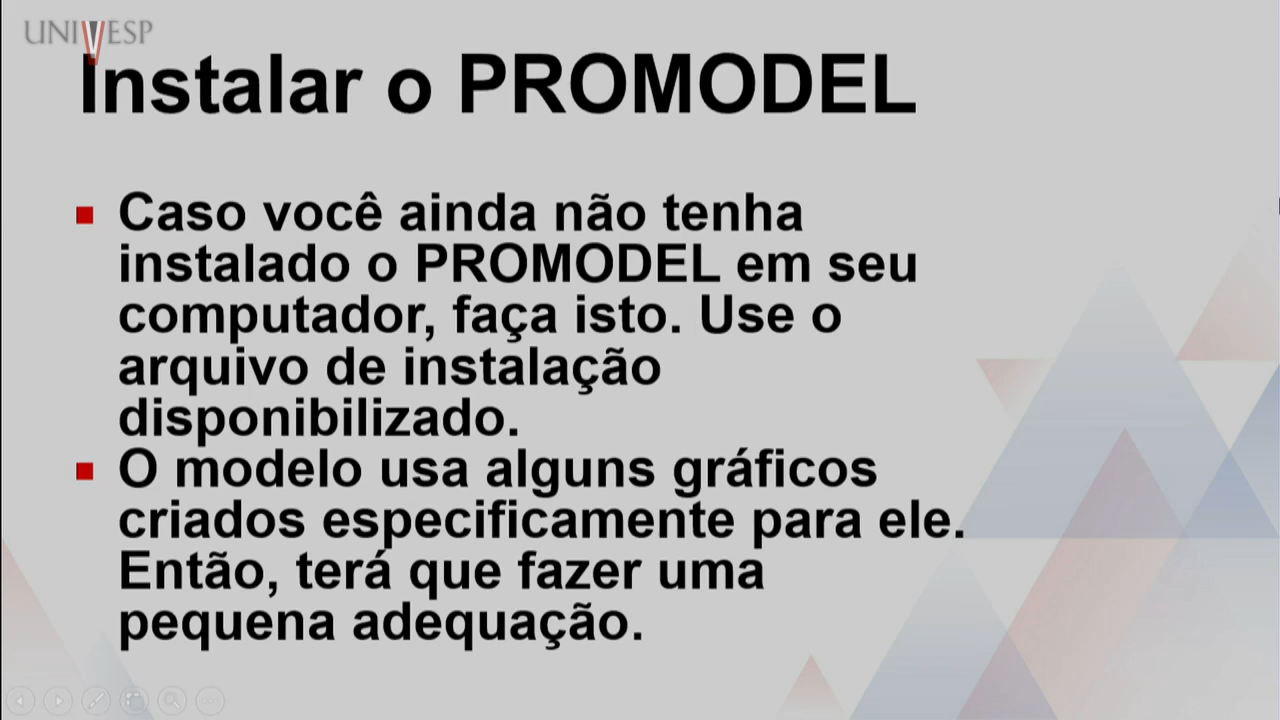 UNIVESP
Instalar o PROMODEL
Caso você ainda não tenha
instalado o PROMODEL em seu
computador, faça isto. Use o
arquivo de instalação
disponibilizado.
O modelo usa alguns gráficos
criados especificamente para ele.
Então, terá que fazer uma
pequena adequação.